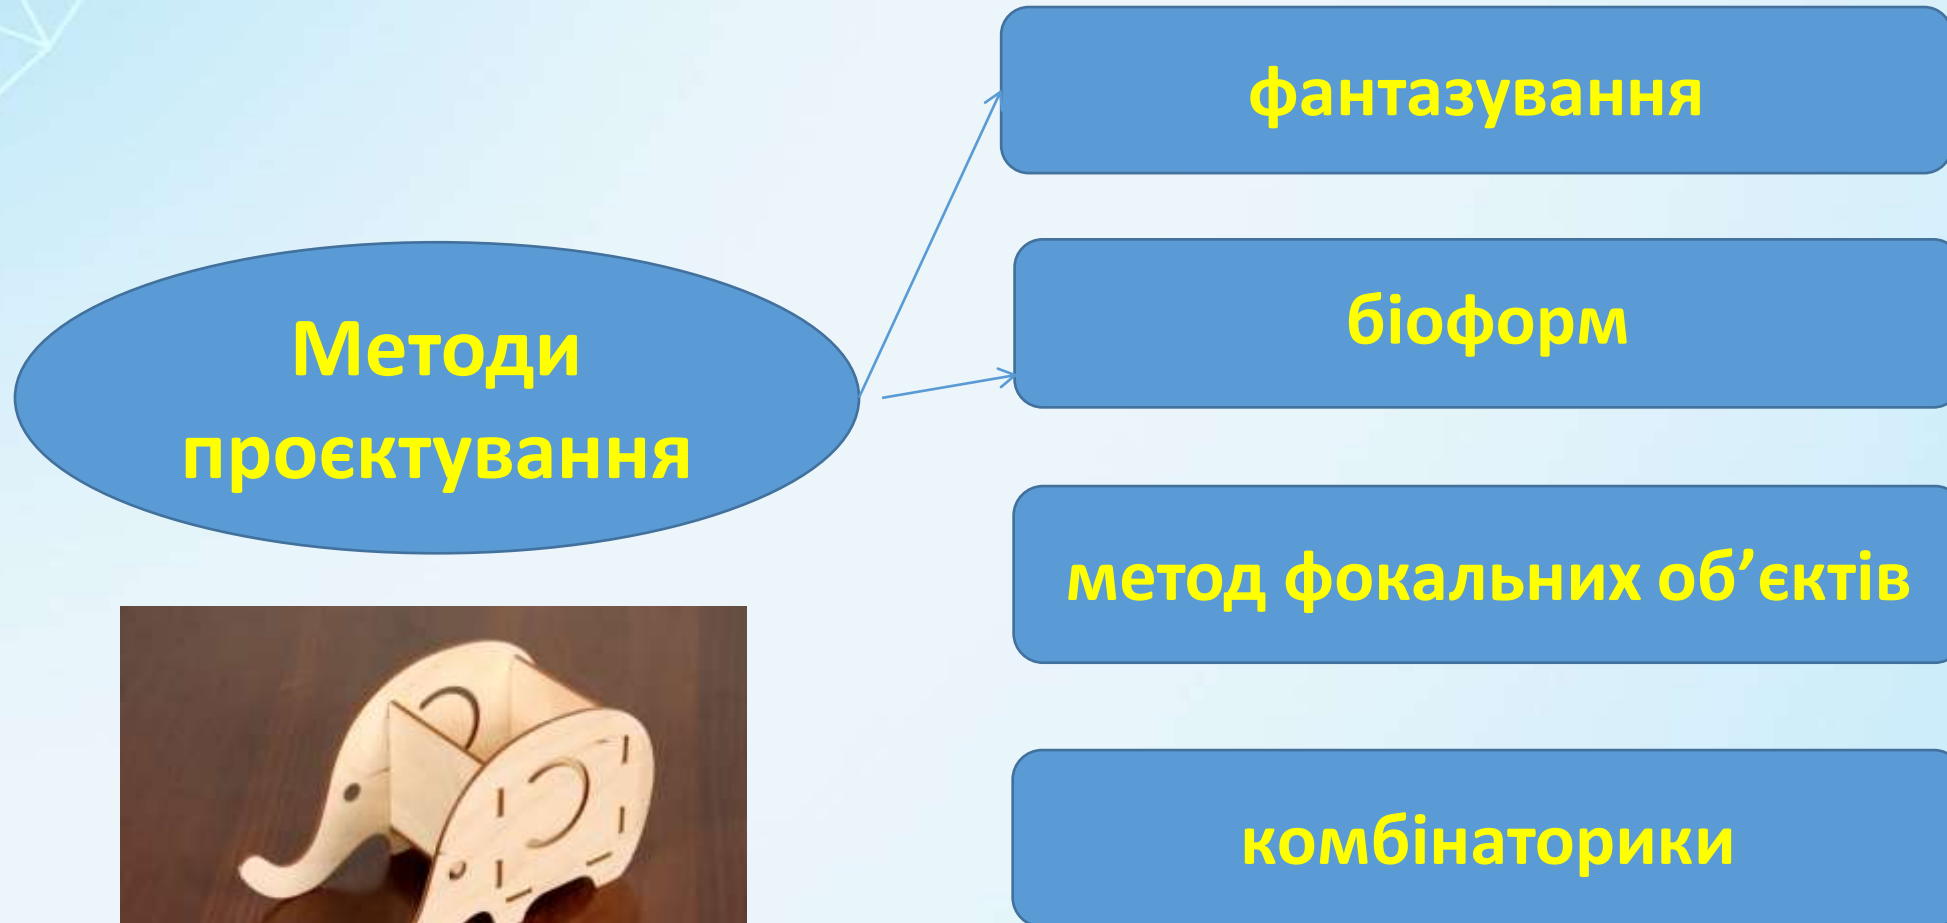 Методи
проєктування
фантазування
біоформ
метод фокальних об’єктів
комбінаторики